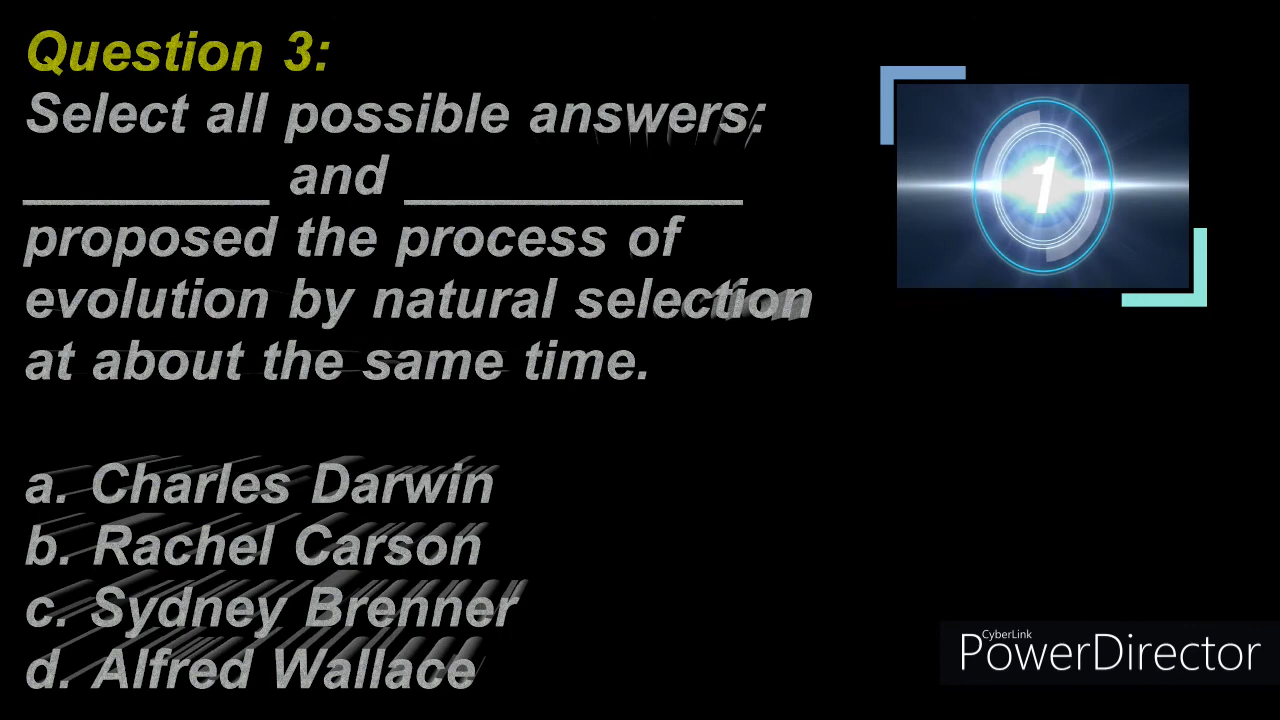 Question 3:
Select all possible answers:
_________ and ____________
proposed the process of
evolution by natural selection
at about the same time.
a. Charles Darwin
b. Rachel Carson
c. Sydney Brenner
d. Alfred Wallace
1
CyberLink
PowerDirector